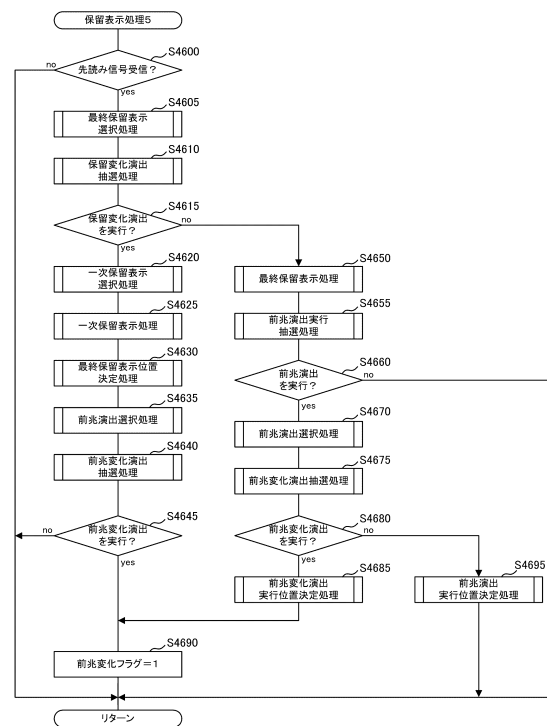 保留表示処理5
S4600
先読み信号受信?
no
yes
S4605
最終保留表示
選択処理
S4610
保留変化演出
抽選処理
S4615
保留変化演出
を実行?
no
yes
S4620
一次保留表示
選択処理
S4625
一次保留表示処理
S4630
最終保留表示位置
決定処理
S4635
前兆演出選択処理
S4640
前兆変化演出
抽選処理
S4645
前兆変化演出
を実行?
no
yes
S4650
最終保留表示処理
S4655
前兆演出実行
抽選処理
S4660
前兆演出
を実行?
no
yes
S4670
前兆演出選択処理
S4675
前兆変化演出抽選処理
S4680
前兆変化演出
を実行?
no
yes
S4685
前兆変化演出
実行位置決定処理
S4695
前兆演出
実行位置決定処理
S4690
前兆変化フラグ=1
リターン